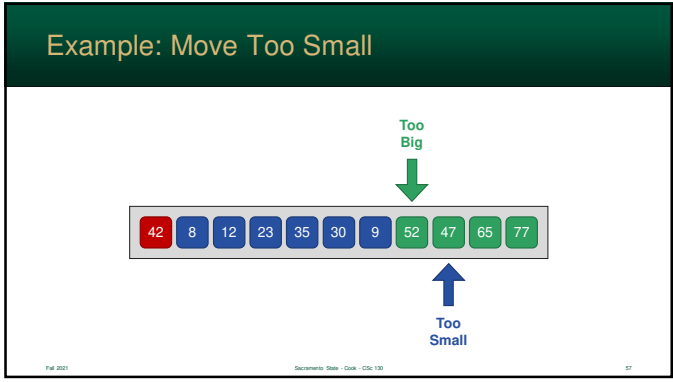 Example: Move Too Small
Too
Big
42 8 12 23 35 30 9 52 47 65 77
Too
Small
Fall 2021 Sacramento State - Cook - CSc 130 57